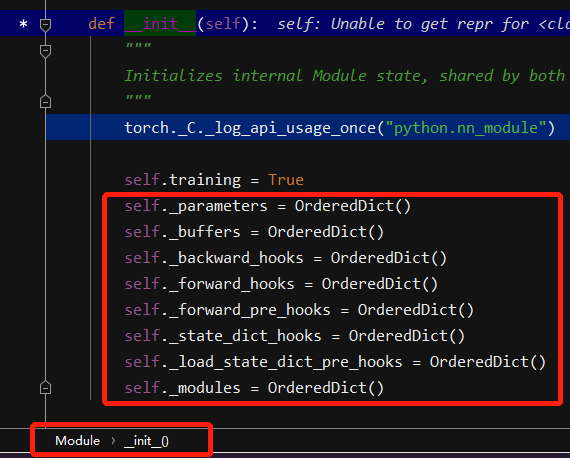 * def __init__(self): self: Unable to get repr for <cla
"""
Initializes internal Module state, shared by both
"""
torch._C._log_api_usage_once("python.nn_module")
self.training = True
self._parameters = OrderedDict()
self._buffers = OrderedDict()
self._backward_hooks = OrderedDict()
self._forward_hooks = OrderedDict()
self._forward_pre_hooks = OrderedDict()
self._state_dict_hooks = OrderedDict()
self._load_state_dict_pre_hooks = OrderedDict()
self._modules = OrderedDict()
Module › __init__()